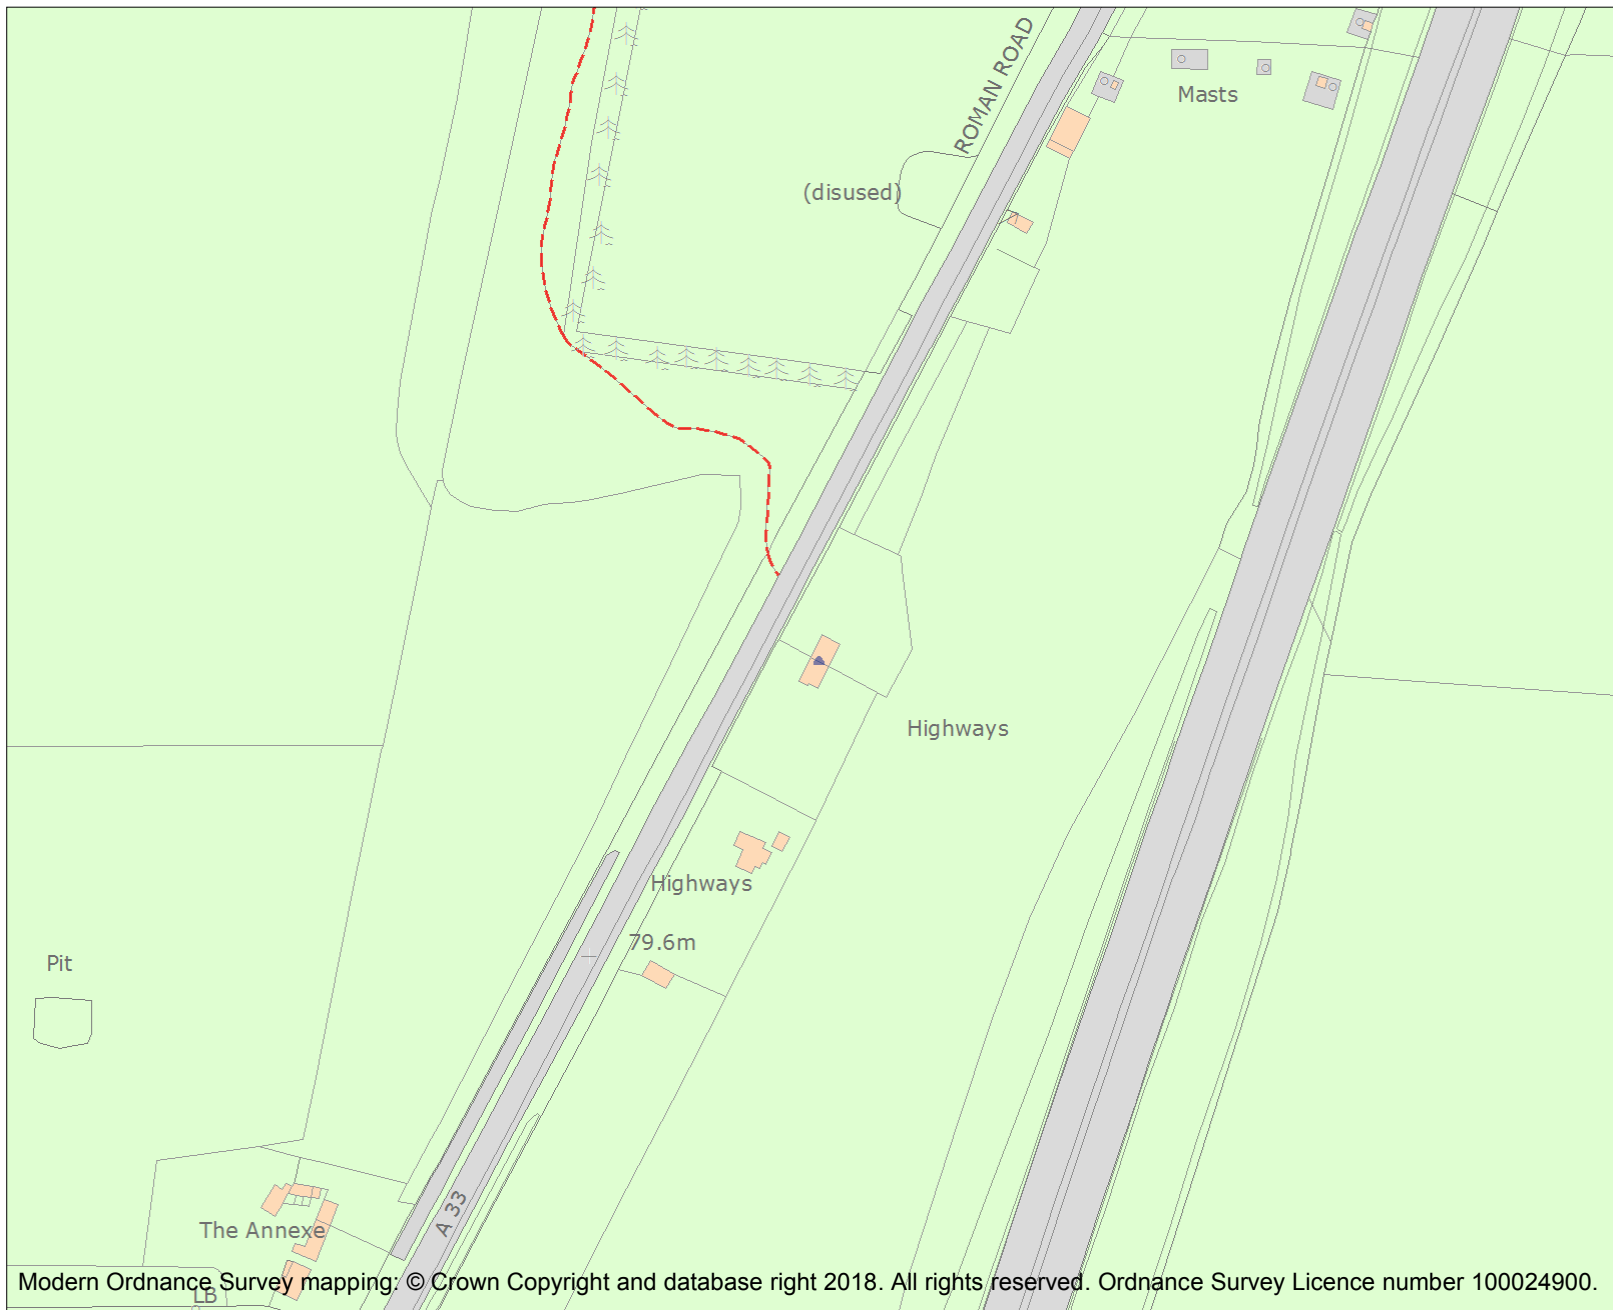 ROMAN ROAD
Masts
(disused)
Highways
Highways
79.6m
Pit
A 33
The Annexe
Modern Ordnance Survey mapping: © Crown Copyright and database right 2018. All rights reserved. Ordnance Survey Licence number 100024900.
LB